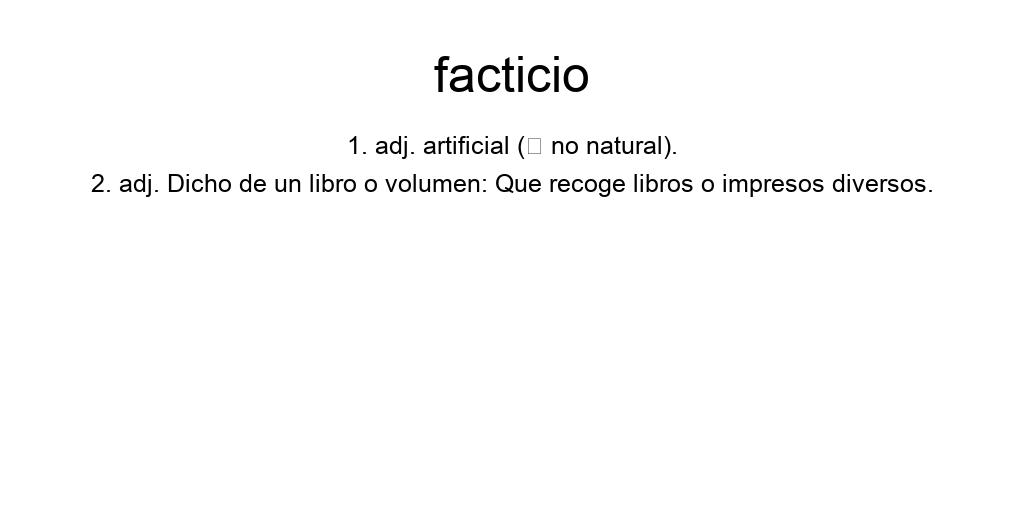 facticio
1. adj. artificial (□ no natural).
2. adj. Dicho de un libro o volumen: Que recoge libros o impresos diversos.